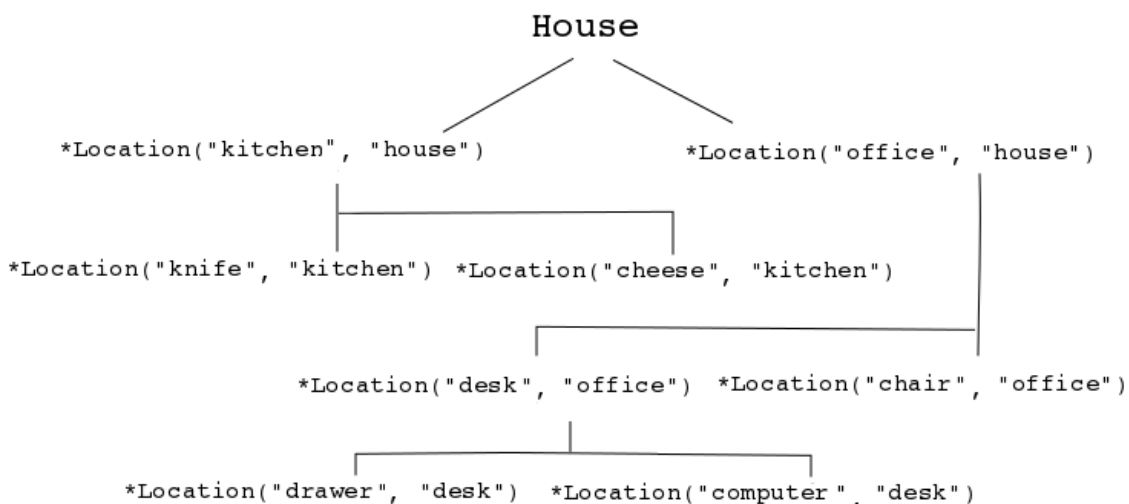 House
*Location("kitchen", "house")
*Location("office", "house")
*Location("knife", "kitchen")
*Location("cheese", "kitchen")
*Location("desk", "office")
*Location("chair", "office")
*Location("drawer", "desk")
*Location("computer", "desk")